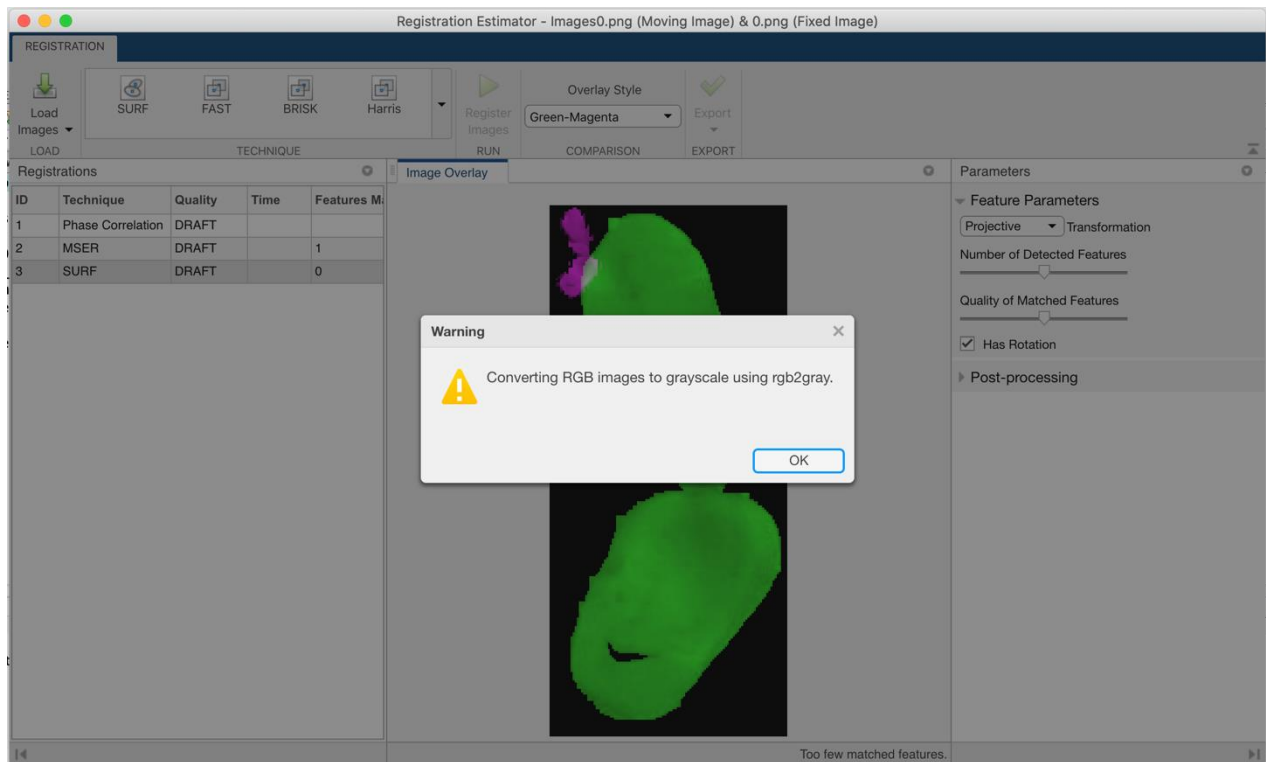 Registration Estimator - Images0.png (Moving Image) & 0.png (Fixed Image)
REGISTRATION
Load
Images
SURF
FAST
BRISK
Harris
Register
Images
Overlay Style
Green-Magenta
Export
LOAD
TECHNIQUE
RUN
COMPARISON
EXPORT
Registrations
ID Technique Quality Time Features Ma
1 Phase Correlation DRAFT
2 MSER DRAFT 1
3 SURF DRAFT 0
Image Overlay
Warning
Converting RGB images to grayscale using rgb2gray.
OK
Too few matched features.
Parameters
Feature Parameters
Projective Transformation
Number of Detected Features
Quality of Matched Features
Has Rotation
Post-processing